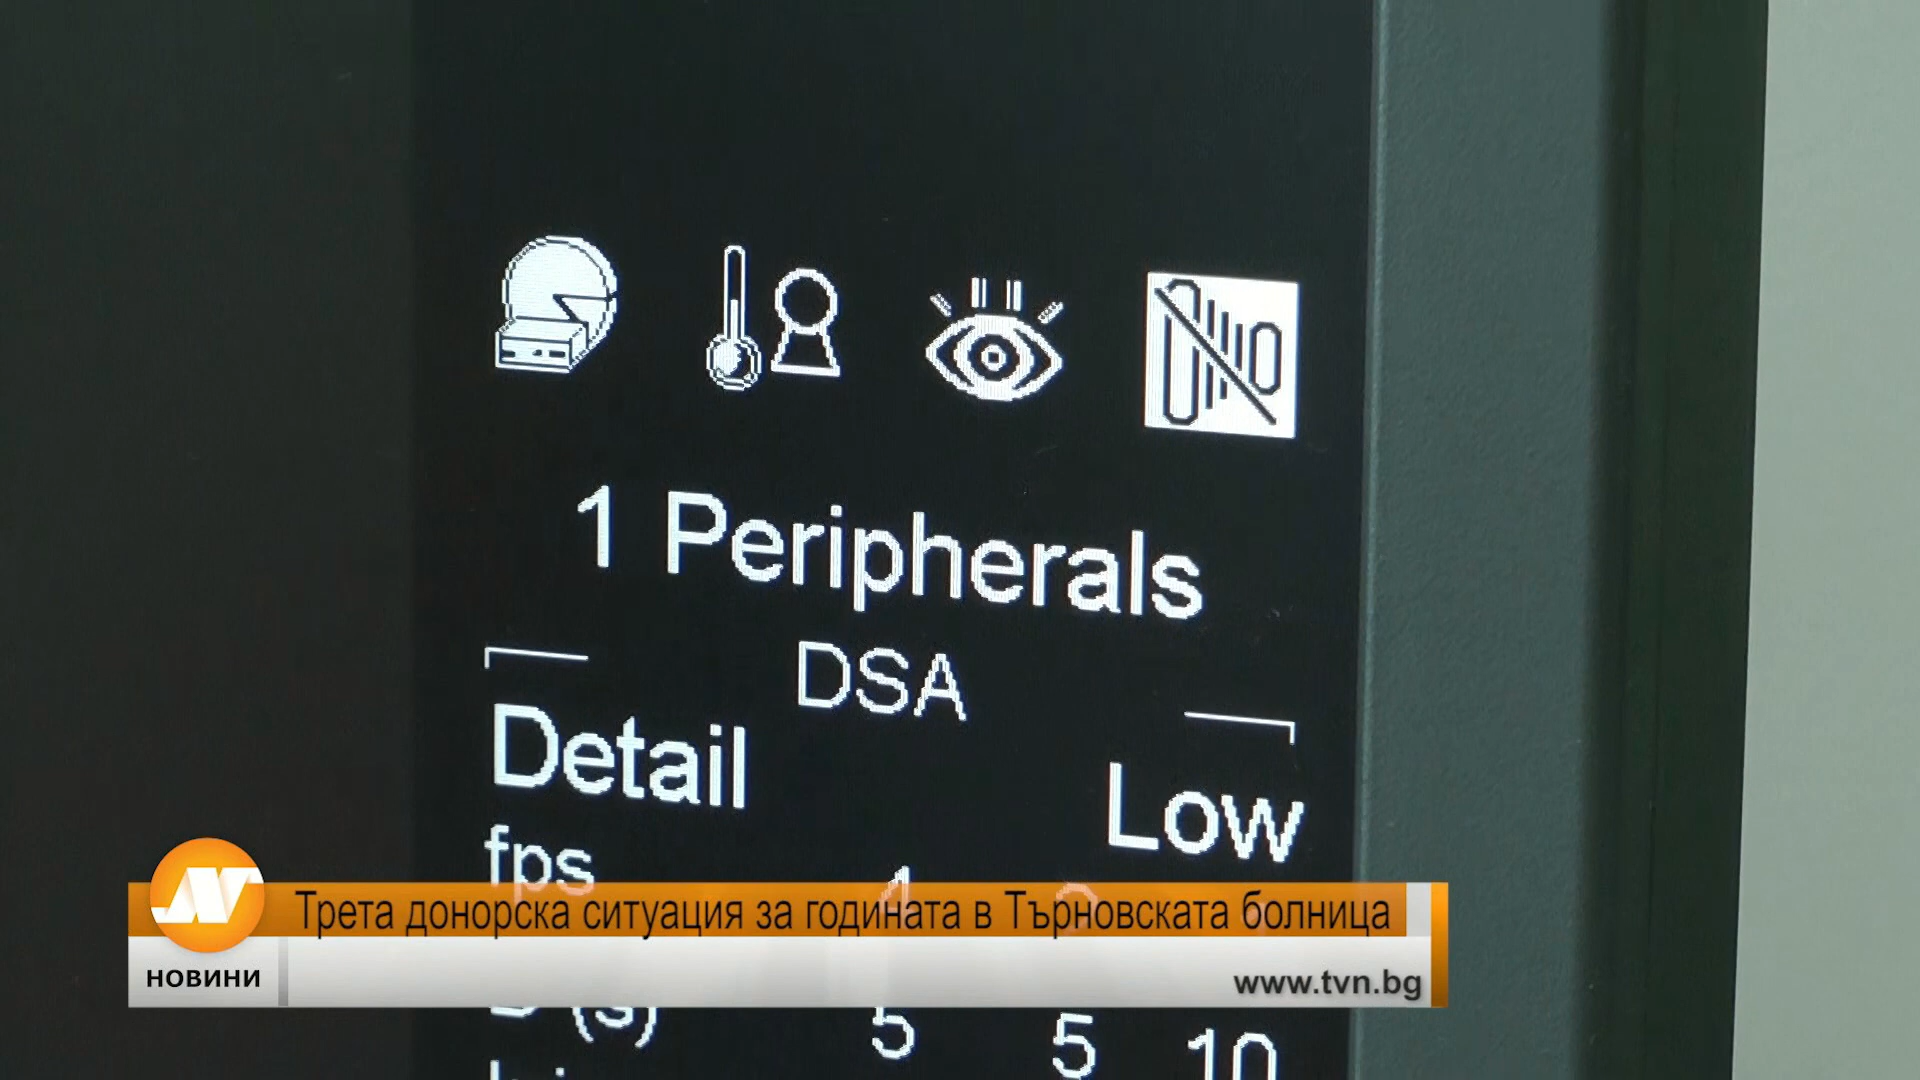 1 Peripherals
DSA
Detail
Low
fps
Трета донорска ситуация за годината в Търновската болница
НОВИНИ
www.tvn.bg
(s) 5 5 10